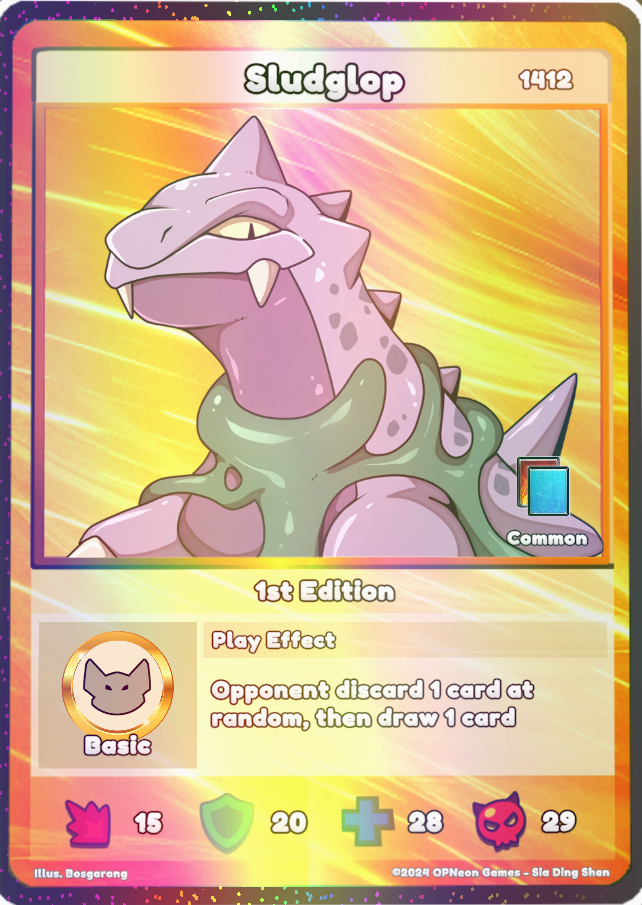 Sludglop
1412
Common
1st Edition
Play Effect
Opponent discard 1 card at
random, then draw 1 card
Basic
15
20
28
29
Illus. Bosgarong
©2024 OPNeon Games - Sia Ding Shen